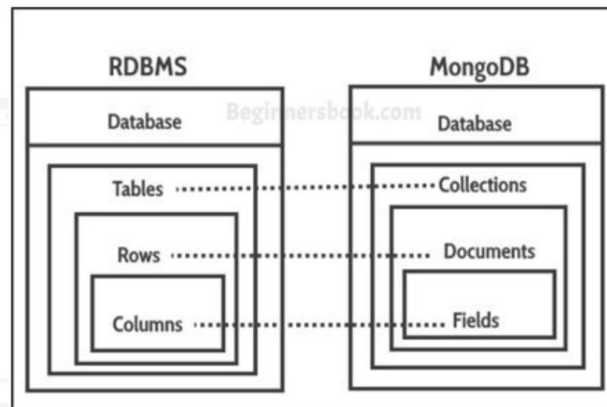 RDBMS MongoDB
Beginnersbook.com
Database Database
Tables Collections
Rows Documents
Columns Fields